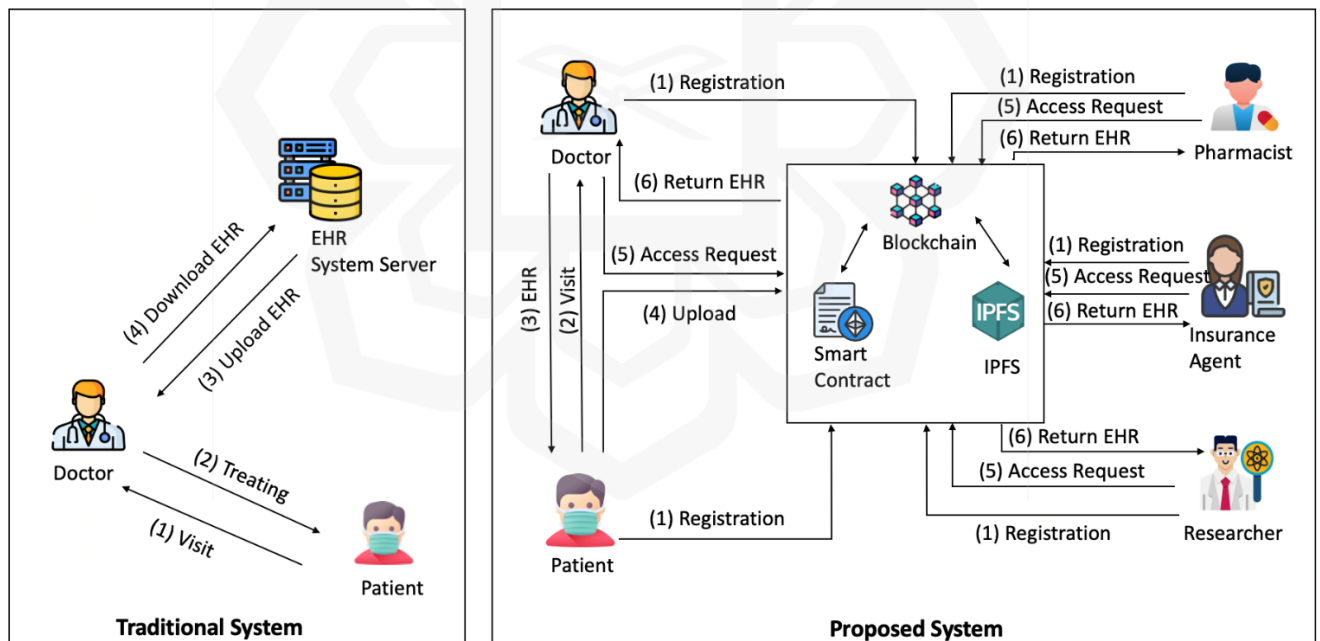 EHR
System Server
(4) Download EHR
(3) Upload EHR
Doctor
(2) Treating
(1) Visit
Patient
Traditional System
Doctor
(1) Registration
(6) Return EHR
(5) Access Request
(4) Upload
(3) EHR
(2) Visit
Patient
(1) Registration
Blockchain
Smart
Contract
IPFS
IPFS
(1) Registration
(5) Access Request
(6) Return EHR
Pharmacist
(1) Registration
(5) Access Request
(6) Return EHR
Insurance
Agent
(6) Return EHR
(5) Access Request
(1) Registration
Researcher
Proposed System